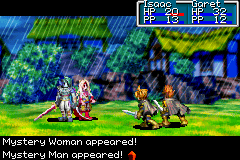 Isaac Garet
HP 20 HP 32
PP 13 PP 12
Mystery Woman appeared!
Mystery Man appeared!